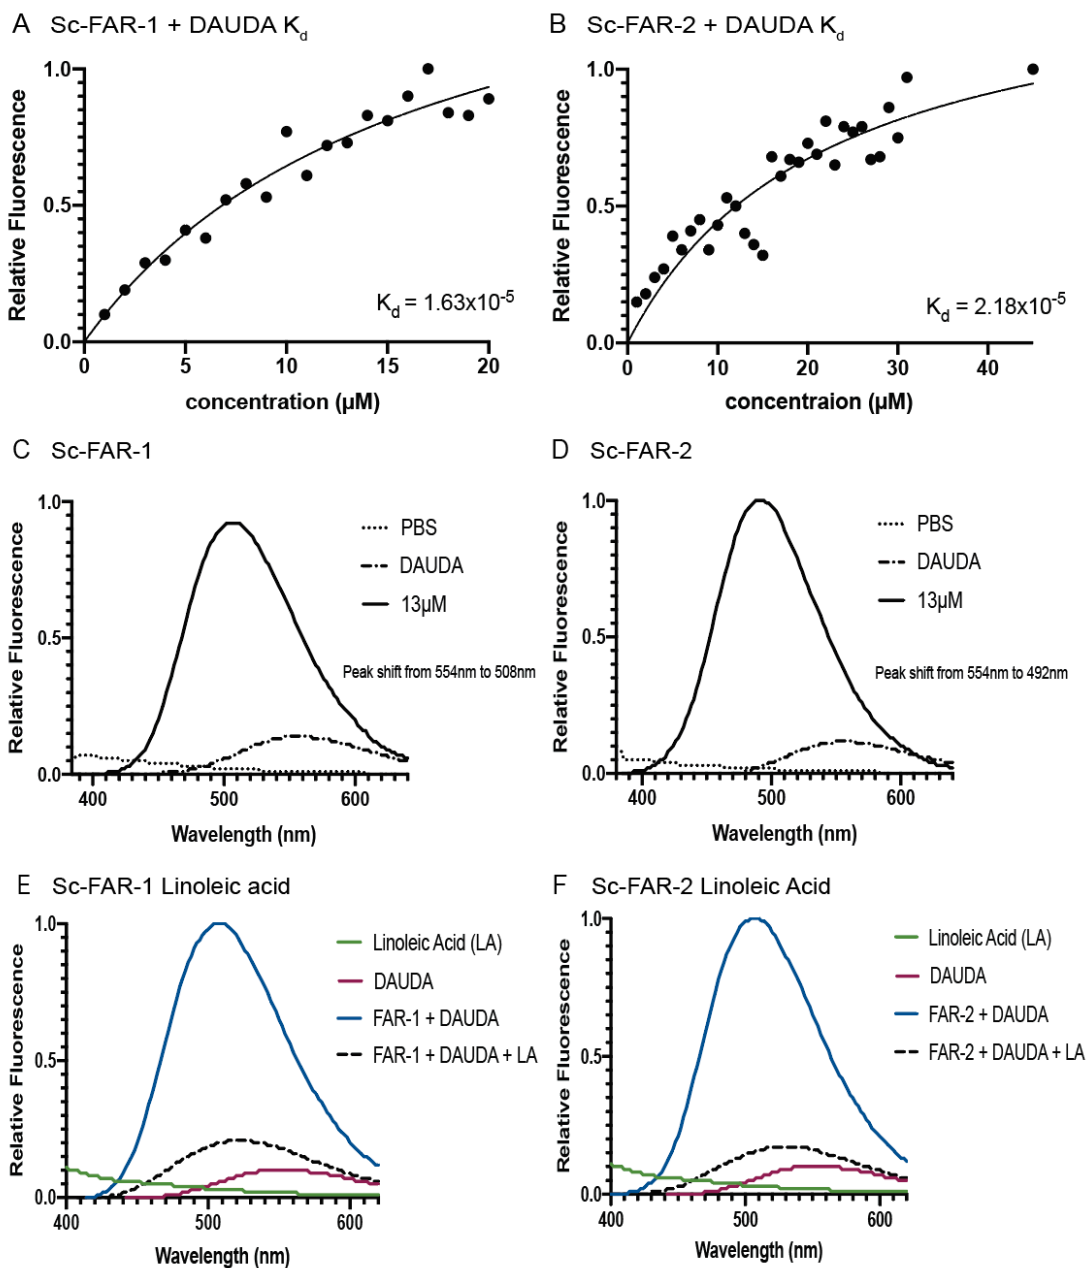 A Sc-FAR-1 + DAUDA Kd
Relative Fluorescence
1.0
0.5
0.0
0 5 10 15 20
Kd = 1.63x10-5
concentration (µM)
B Sc-FAR-2 + DAUDA Kd
Relative Fluorescence
1.0
0.5
0.0
0 10 20 30 40
Kd = 2.18x10-5
concentraion (µM)
C Sc-FAR-1
Relative Fluorescence
1.0
0.5
0.0
400 500 600
PBS
DAUDA
13µM
Peak shift from 554nm to 508nm
Wavelength (nm)
D Sc-FAR-2
Relative Fluorescence
1.0
0.5
0.0
400 500 600
PBS
DAUDA
13µM
Peak shift from 554nm to 492nm
Wavelength (nm)
E Sc-FAR-1 Linoleic acid
Relative Fluorescence
1.0
0.5
0.0
400 500 600
Linoleic Acid (LA)
DAUDA
FAR-1 + DAUDA
FAR-1 + DAUDA + LA
Wavelength (nm)
F Sc-FAR-2 Linoleic Acid
Relative Fluorescence
1.0
0.5
0.0
400 500 600
Linoleic Acid (LA)
DAUDA
FAR-2 + DAUDA
FAR-2 + DAUDA + LA
Wavelength (nm)